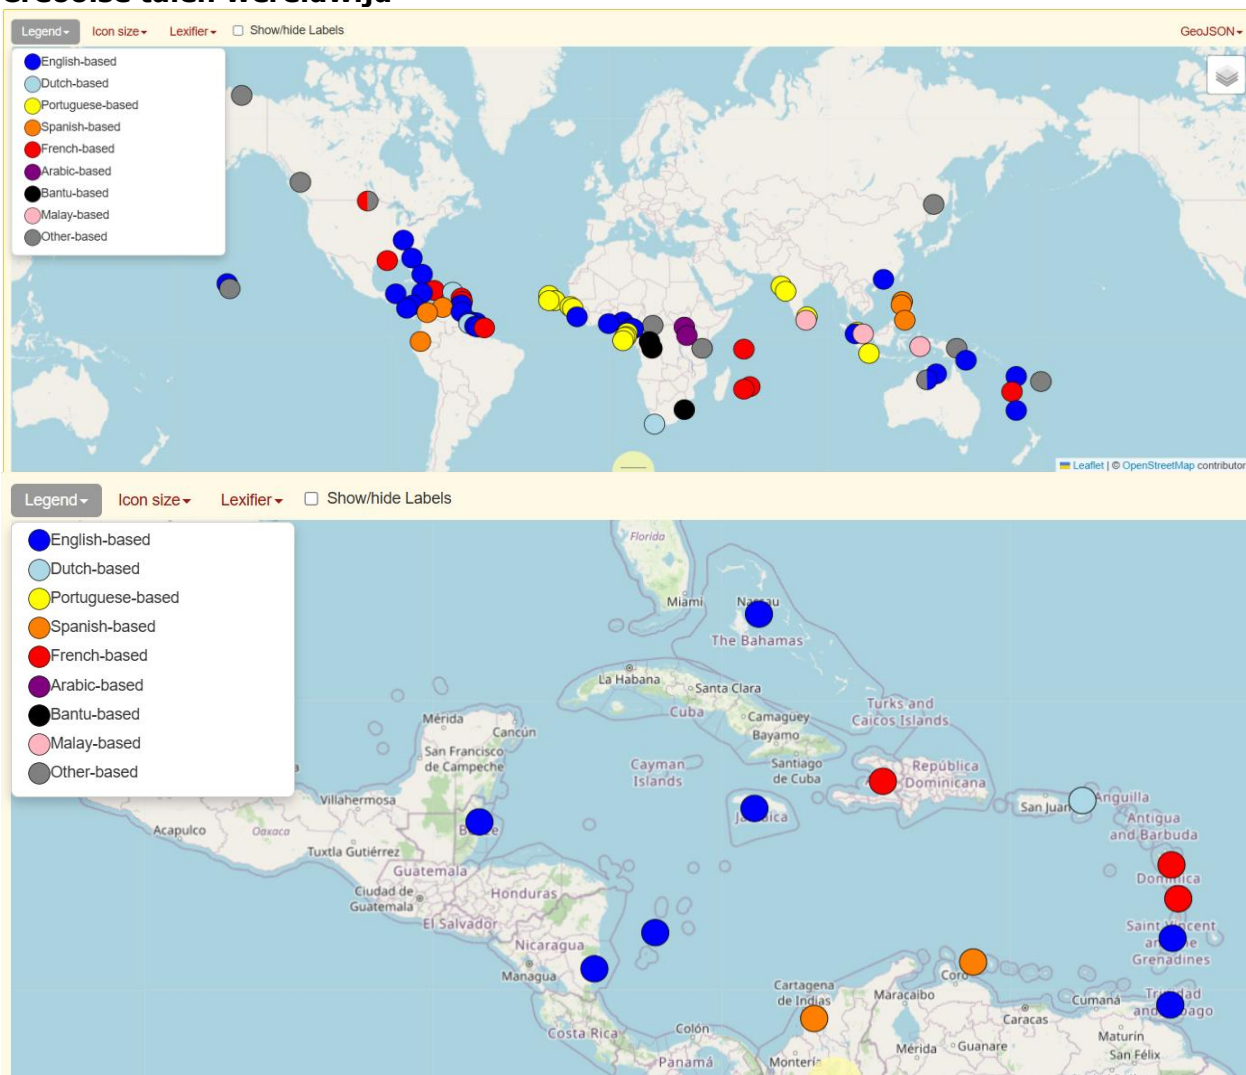 Creoolse talen wereldwijd
Legend Icon size Lexifier Show/hide Labels GeoJSON
English-based
Dutch-based
Portuguese-based
Spanish-based
French-based
Arabic-based
Bantu-based
Malay-based
Other-based
Leaflet | © OpenStreetMap contributor
Legend Icon size Lexifier Show/hide Labels
English-based
Dutch-based
Portuguese-based
Spanish-based
French-based
Arabic-based
Bantu-based
Malay-based
Other-based
Florida
Miami
Nassau
The Bahamas
La Habana
Santa Clara
Cuba
Camagüey
Bayamo
Turks and
Caicos Islands
Mérida
Cancún
San Francisco
de Campeche
Cayman
Islands
Santiago
de Cuba
República
Dominicana
Villahermosa
San Juan
Anguilla
Antigua
and Barbuda
Acapulco
Oaxaca
Tuxtla Gutiérrez
Guatemala
Ciudad de
Guatemala
Honduras
El Salvador
Nicaragua
Managua
Saint Vincent
Grenadines
Cartagena
de Indias
Maracaibo
Coro
Caracas
Cumaná
Maturín
San Félix
Costa Rica
Colón
Panamá
Montería
Mérida
Guanare